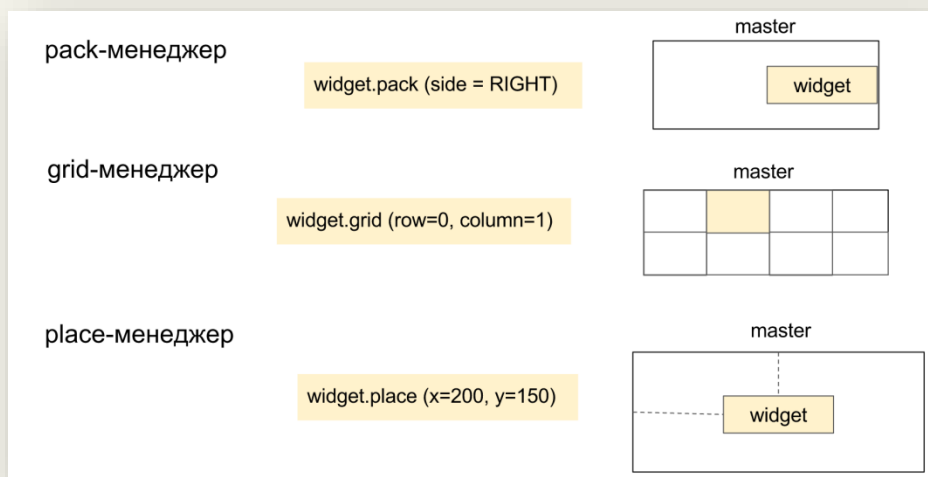 pack-менеджер
widget.pack (side = RIGHT)
master
widget
grid-менеджер
widget.grid (row=0, column=1)
master
place-менеджер
widget.place (x=200, y=150)
master
widget